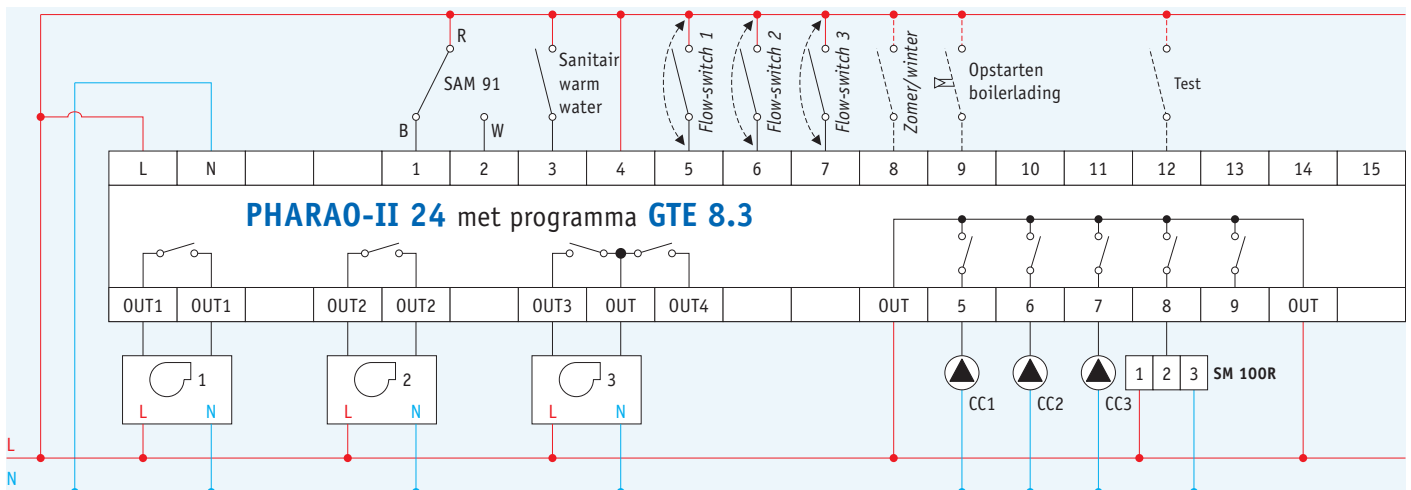 R
SAM 91
B
W
Sanitair
warm
water
Flow-switch 1
Flow-switch 2
Flow-switch 3
Zomer/winter
Opstarten
boilerlading
M
Test
L N 1 2 3 4 5 6 7 8 9 10 11 12 13 14 15
PHARAO-II 24 met programma GTE 8.3
OUT1 OUT1 OUT2 OUT2 OUT3 OUT OUT4 OUT 5 6 7 8 9 OUT
1
L N
2
L N
3
L N
CC1
CC2
CC3
1 2 3 SM 100R
L
N